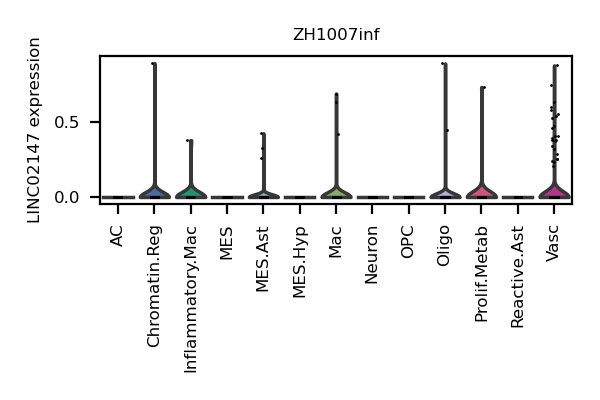 ZH1007inf
LINC02147 expression
0.5
0.0
AC
Chromatin.Reg
Inflammatory.Mac
MES
MES.Ast
MES.Hyp
Mac
Neuron
OPC
Oligo
Prolif.Metab
Reactive.Ast
Vasc